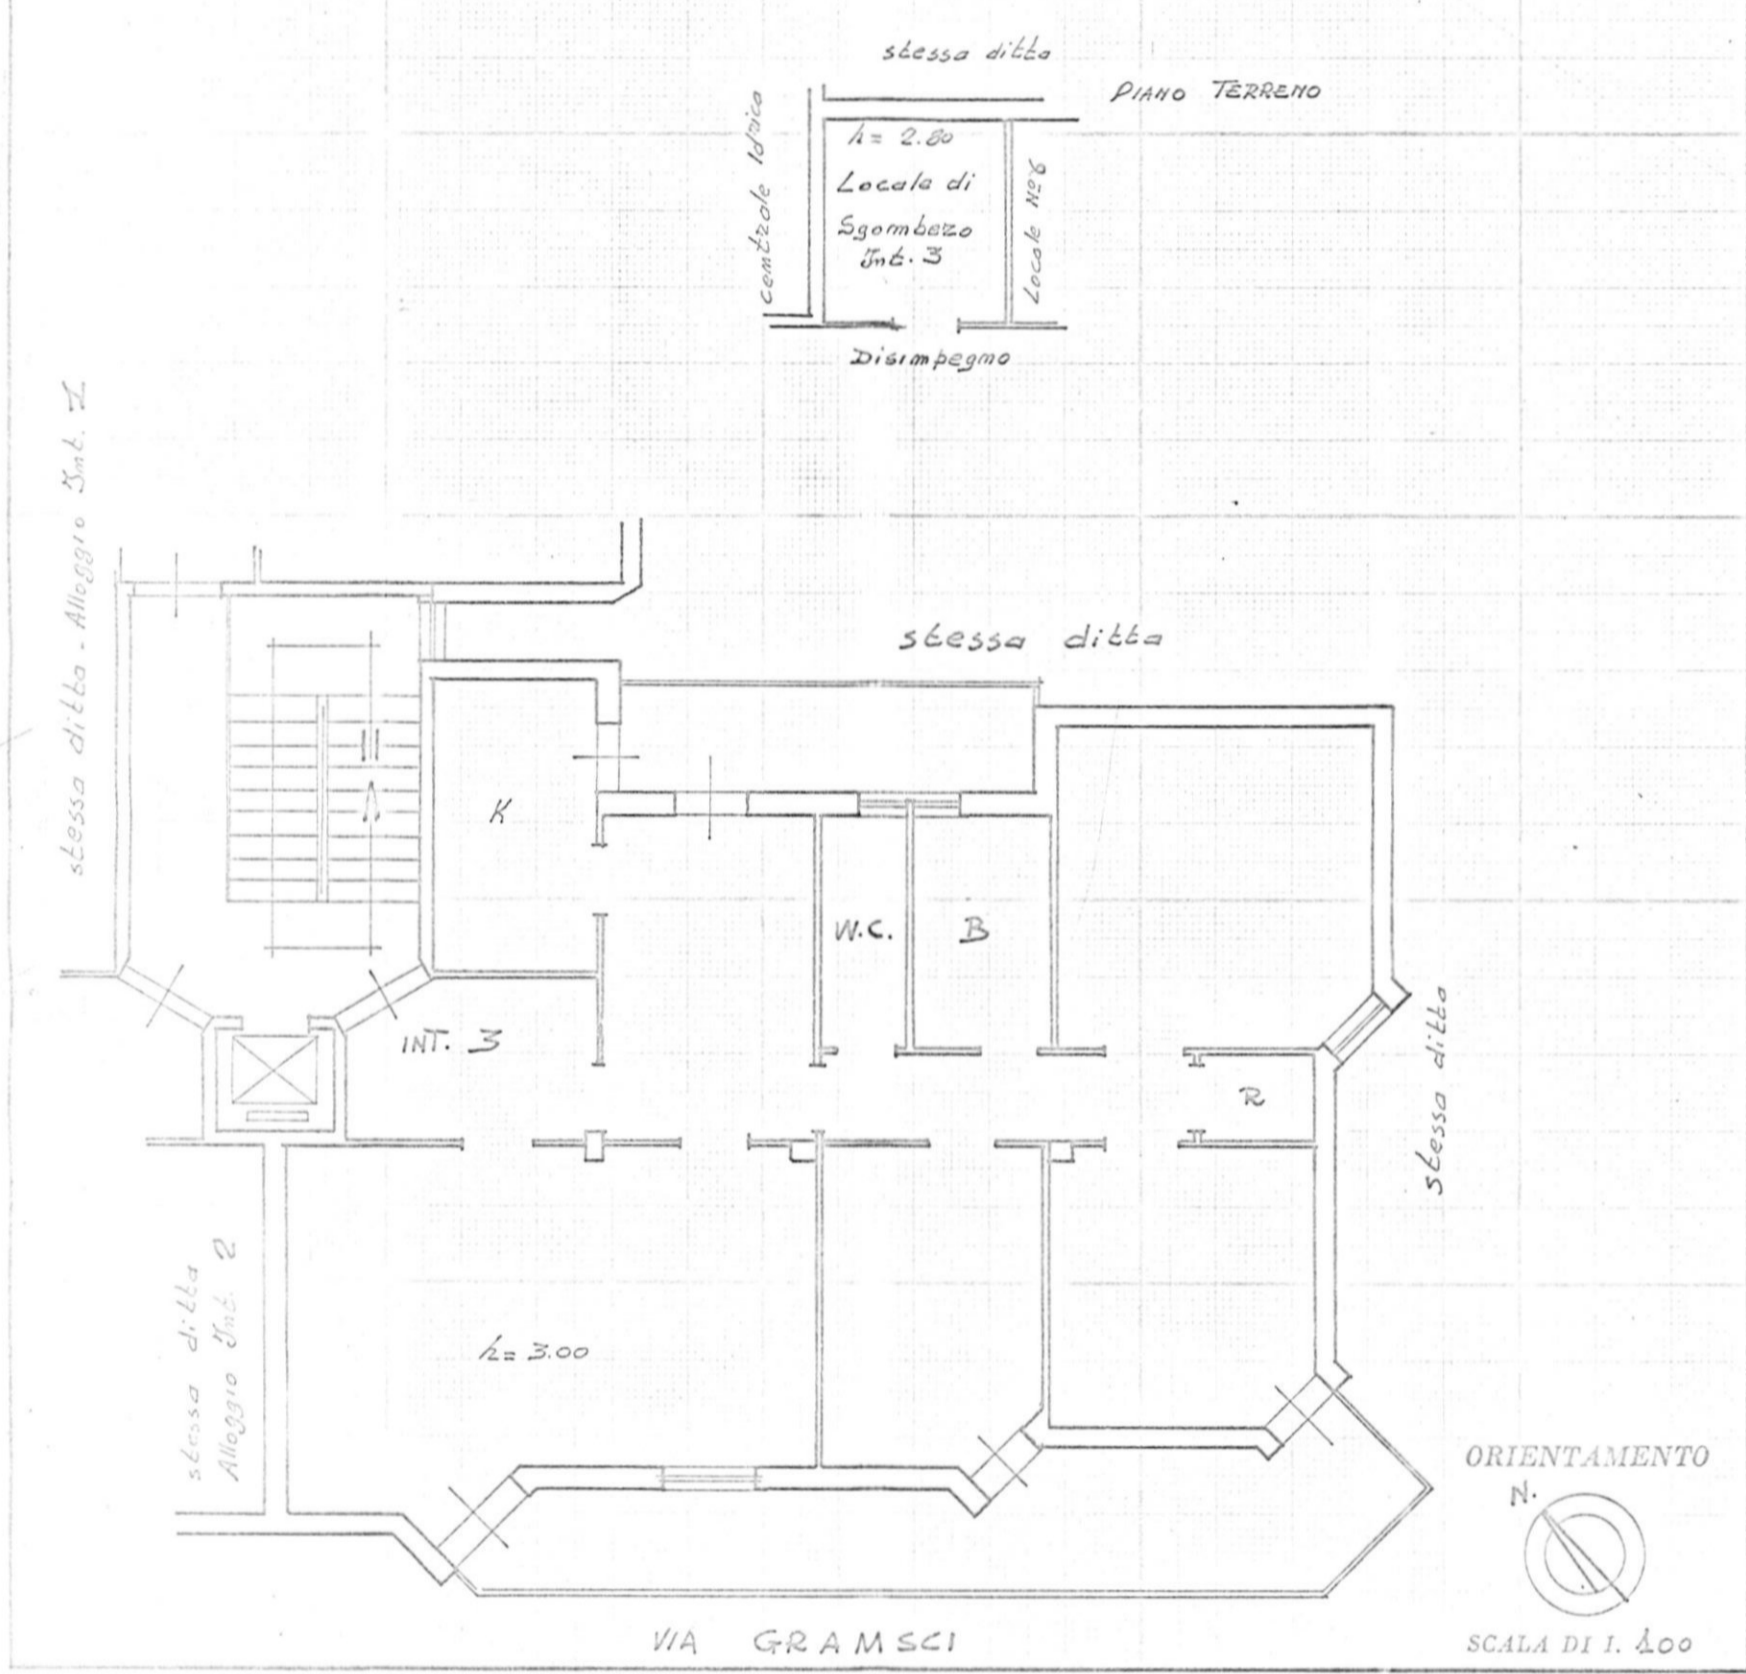 stessa ditta
PIANO TERRENO
centrale Idrica
h= 2.80
Locale di
Sgombero
Int. 3
Locale N°6
Disimpegno
stessa ditta - Alloggio Int. 1
stessa ditta
K
W.C.
B
INT. 3
R
stessa ditta
stessa ditta
Alloggio Int. 2
h= 3.00
ORIENTAMENTO
N.
VIA GRAMSCI
SCALA DI 1. 100